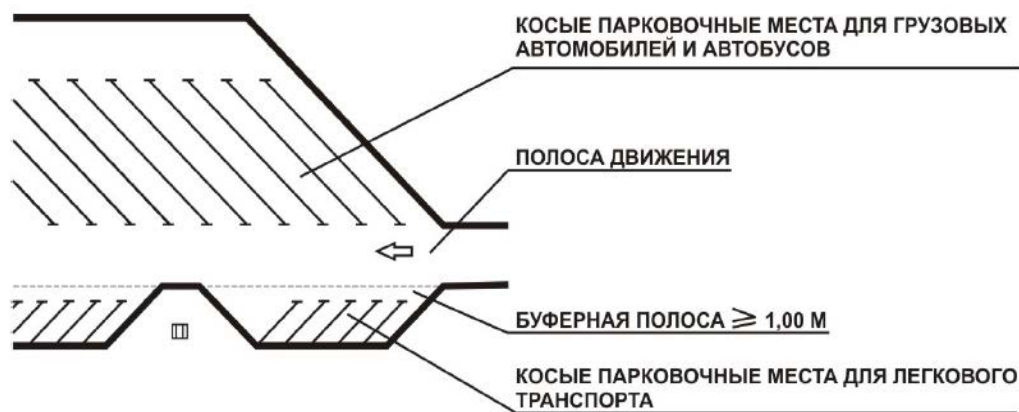 КОСЫЕ ПАРКОВОЧНЫЕ МЕСТА ДЛЯ ГРУЗОВЫХ
АВТОМОБИЛЕЙ И АВТОБУСОВ
ПОЛОСА ДВИЖЕНИЯ
БУФЕРНАЯ ПОЛОСА ⩾ 1,00 М
КОСЫЕ ПАРКОВОЧНЫЕ МЕСТА ДЛЯ ЛЕГКОВОГО
ТРАНСПОРТА